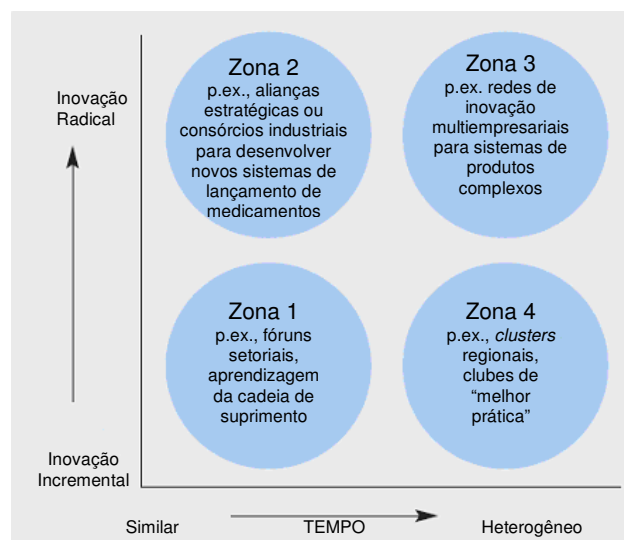 Inovação
Radical
Zona 2
p.ex., alianças
estratégicas ou
consórcios industriais
para desenvolver
novos sistemas de
lançamento de
medicamentos
Zona 3
p.ex. redes de
inovação
multiempresariais
para sistemas de
produtos
complexos
Zona 1
p.ex., fóruns
setoriais,
aprendizagem
da cadeia de
suprimento
Zona 4
p.ex., clusters
regionais,
clubes de
“melhor
prática”
Inovação
Incremental
Similar TEMPO Heterogêneo